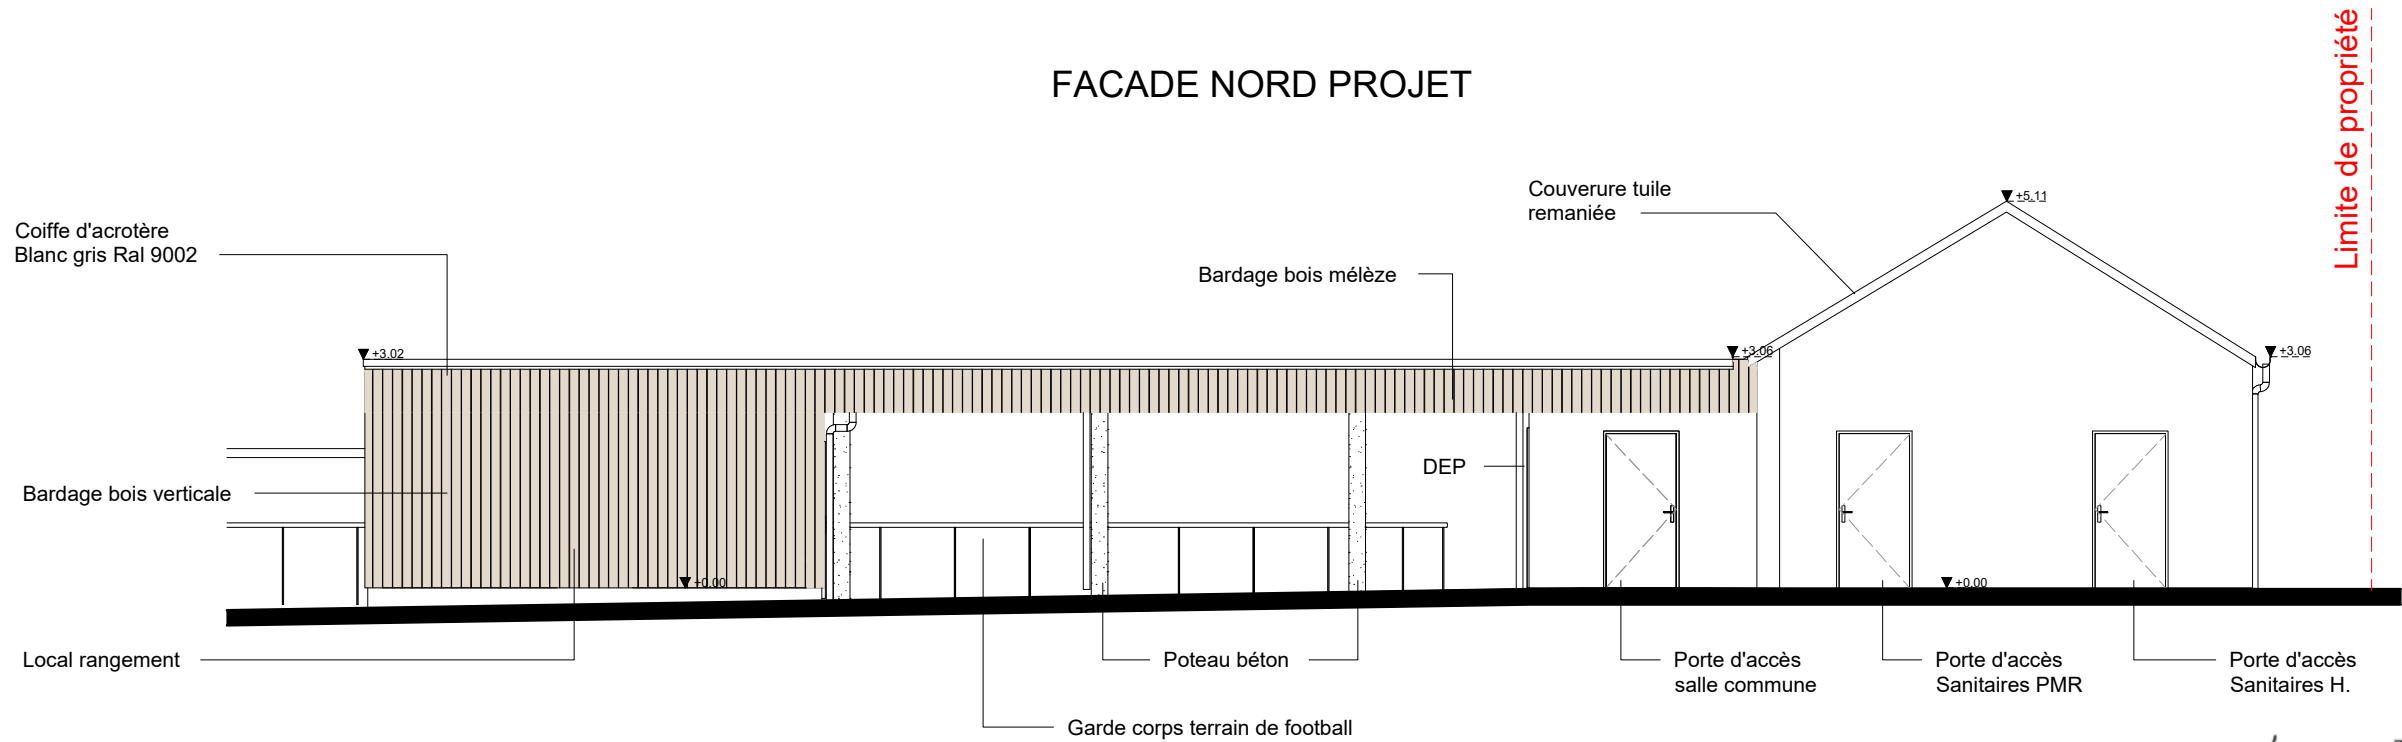 FACADE NORD PROJET
Limite de propriété
Couverure tuile
remaniée
+5.11
Coiffe d'acrotère
Blanc gris Ral 9002
Bardage bois mélèze
+3.02
+3.06
+3.06
DEP
Bardage bois verticale
+0.00
+0.00
Local rangement
Poteau béton
Porte d'accès
salle commune
Porte d'accès
Sanitaires PMR
Porte d'accès
Sanitaires H.
Garde corps terrain de football